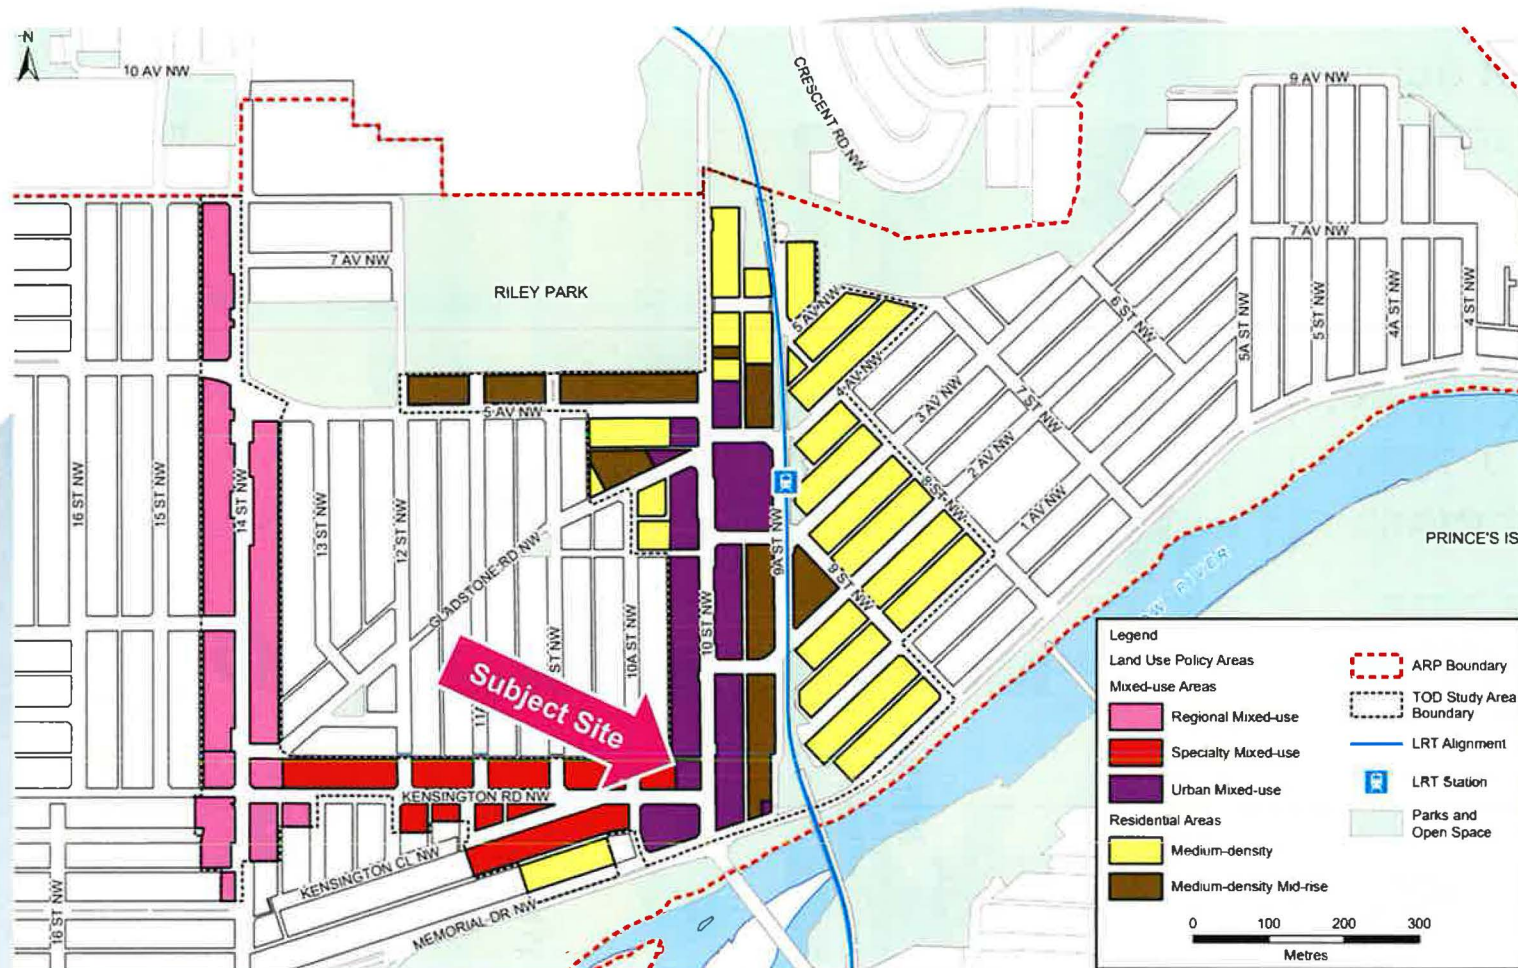 N
10 AV NW
CRESCENT RD NW
9 AV NW
7 AV NW
7 AV NW
RILEY PARK
5 AV NW
6 ST NW
5A ST NW
5 ST NW
4A ST NW
4 ST NW
4 AV NW
3 AV NW
7 ST NW
5 AV NW
2 AV NW
8 ST NW
1 AV NW
16 ST NW
15 ST NW
14 ST NW
13 ST NW
12 ST NW
GLADSTONE RD NW
9A ST NW
9 ST NW
10 ST NW
10A ST NW
ST NW
PRINCE'S IS
RIVER
Subject Site
KENSINGTON RD NW
KENSINGTON CL NW
MEMORIAL DR NW
16 ST NW
Legend
Land Use Policy Areas
Mixed-use Areas
Regional Mixed-use
Specialty Mixed-use
Urban Mixed-use
Residential Areas
Medium-density
Medium-density Mid-rise
ARP Boundary
TOD Study Area
Boundary
LRT Alignment
LRT Station
Parks and
Open Space
0 100 200 300
Metres